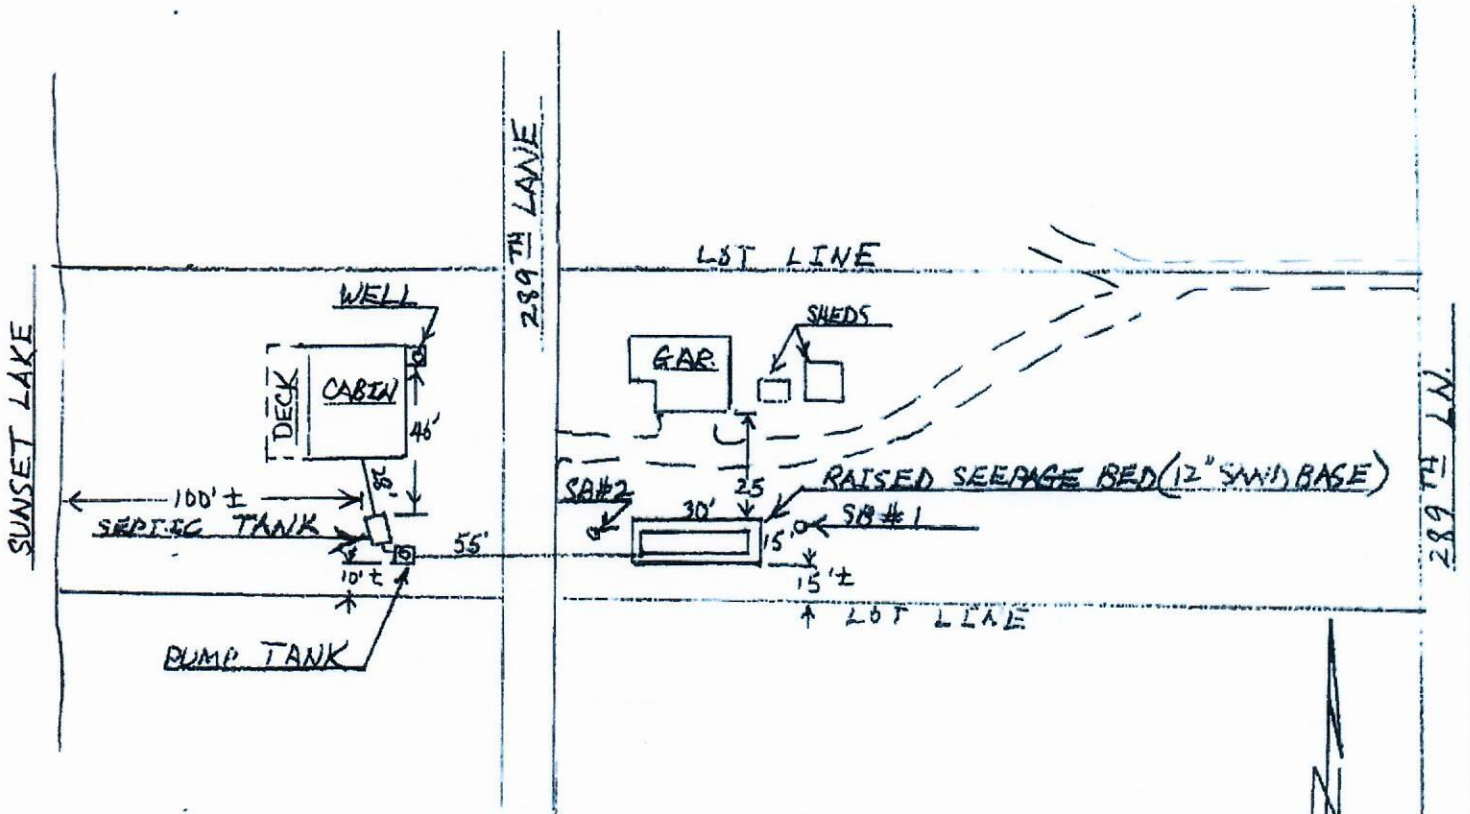 289TH LANE
LOT LINE
WELL
SHEDS
SUNSET LAKE
GAR.
DECK
CABIN
46'
289TH LN.
25
RAISED SEEPAGE BED (12" SAND BASE)
SB#2
100' ±
30'
SB#1
SEPTIC TANK
55'
15'
10' ±
15' ±
LOT LINE
PUMP TANK
N